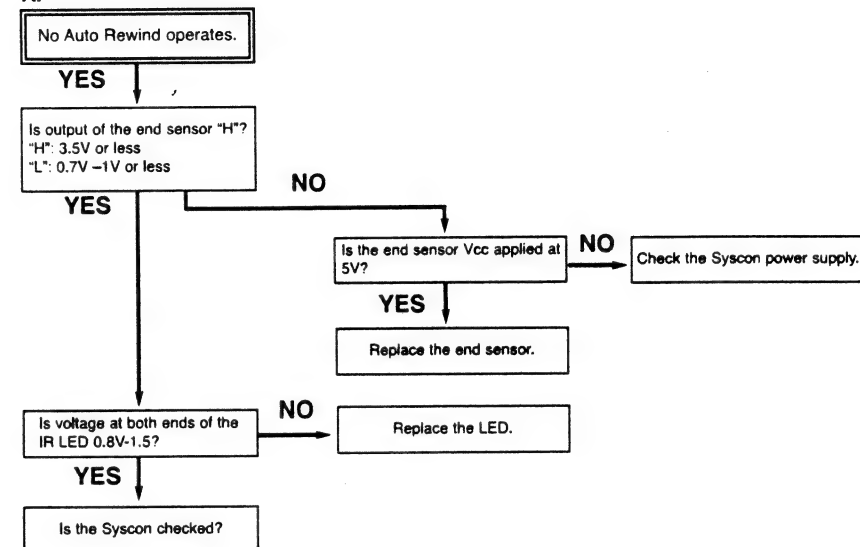 No Auto Rewind operates.
YES
Is output of the end sensor "H"?
"H": 3.5V or less
"L": 0.7V –1V or less
NO
YES
Is the end sensor Vcc applied at
5V?
NO
Check the Syscon power supply.
YES
Replace the end sensor.
Is voltage at both ends of the
IR LED 0.8V-1.5?
NO
Replace the LED.
YES
Is the Syscon checked?